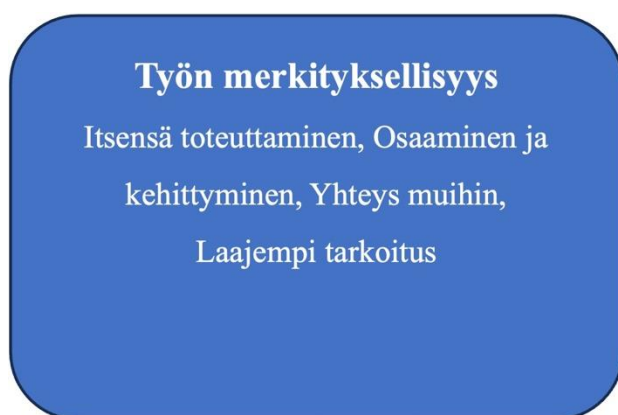 Työn merkityksellisyys
Itsensä toteuttaminen, Osaaminen ja
kehittyminen, Yhteys muihin,
Laajempi tarkoitus